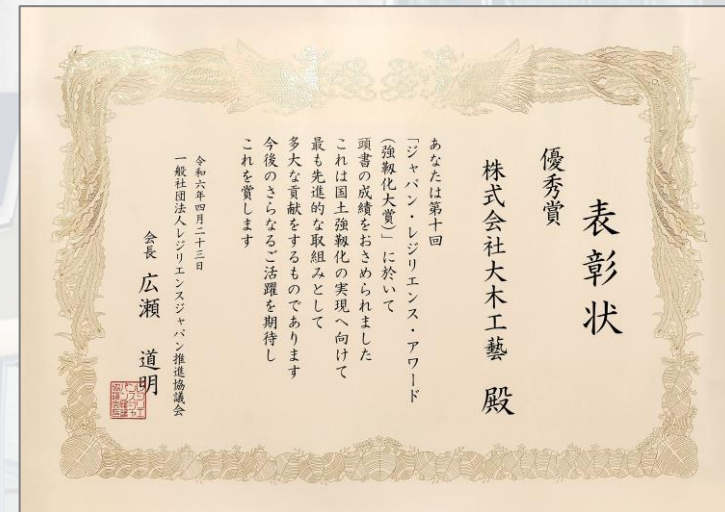 表彰状
優秀賞
株式会社大木工藝 殿
あなたは第十回
「ジャパン・レジリエンス・アワード
(強靱化大賞)」に於いて
頭書の成績をおさめられました
これは国土強靱化の実現へ向けて
最も先進的な取組みとして
多大な貢献をするものであります
今後のさらなるご活躍を期待し
これを賞します
令和六年四月二十三日
一般社団法人レジリエンスジャパン推進協議会
会長 広瀬 道明